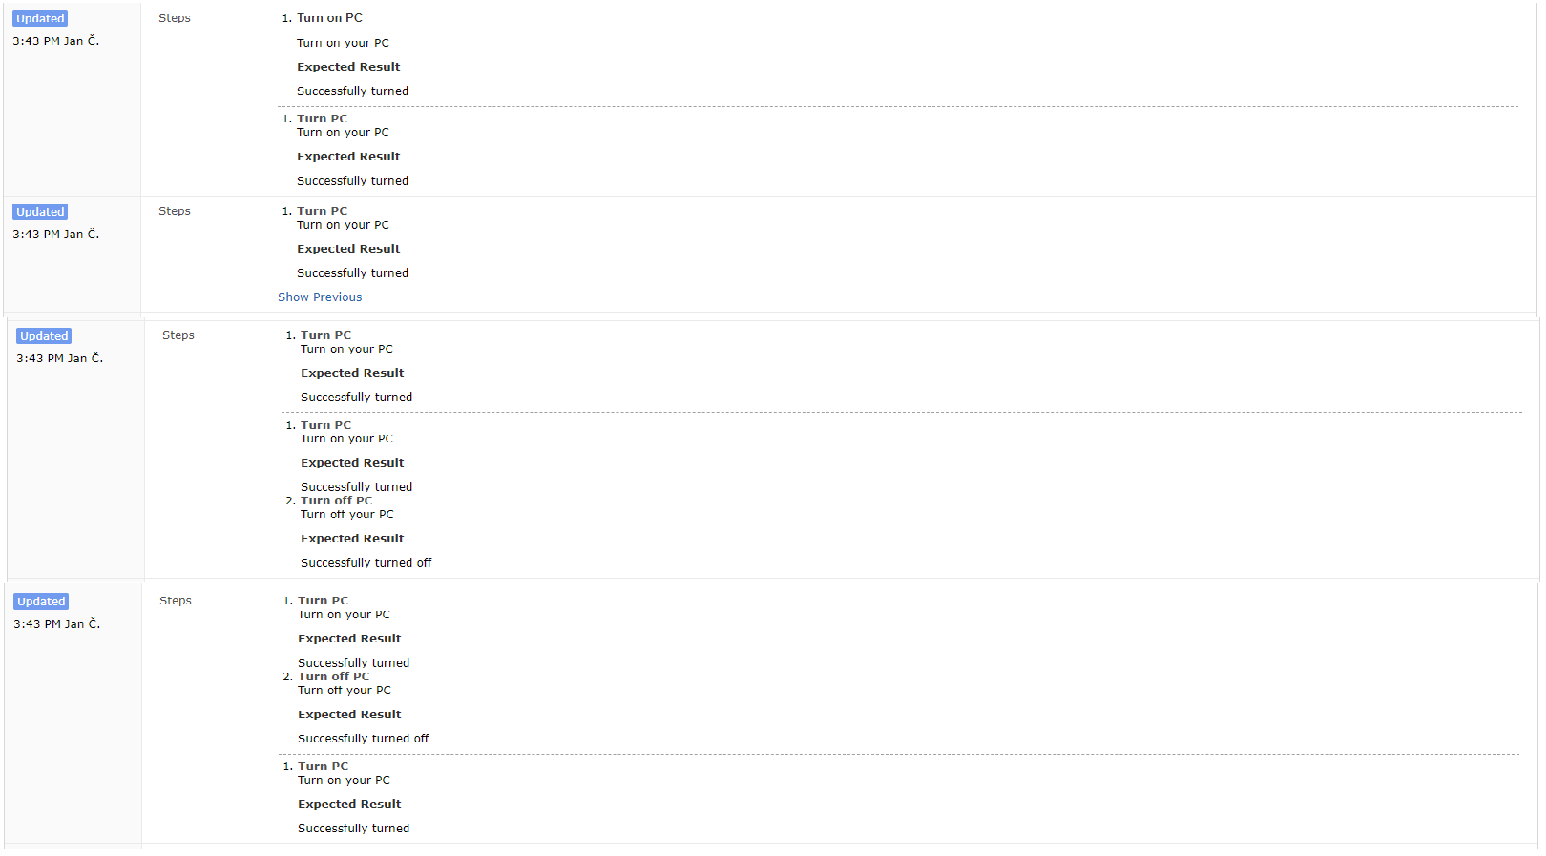 Updated
3:43 PM Jan Č.
Steps
1. Turn on PC
Turn on your PC
Expected Result
Successfully turned
1. Turn PC
Turn on your PC
Expected Result
Successfully turned
Updated
3:43 PM Jan Č.
Steps
1. Turn PC
Turn on your PC
Expected Result
Successfully turned
Show Previous
Updated
3:43 PM Jan Č.
Steps
1. Turn PC
Turn on your PC
Expected Result
Successfully turned
1. Turn PC
Turn on your PC
Expected Result
Successfully turned
2. Turn off PC
Turn off your PC
Expected Result
Successfully turned off
Updated
3:43 PM Jan Č.
Steps
1. Turn PC
Turn on your PC
Expected Result
Successfully turned
2. Turn off PC
Turn off your PC
Expected Result
Successfully turned off
1. Turn PC
Turn on your PC
Expected Result
Successfully turned